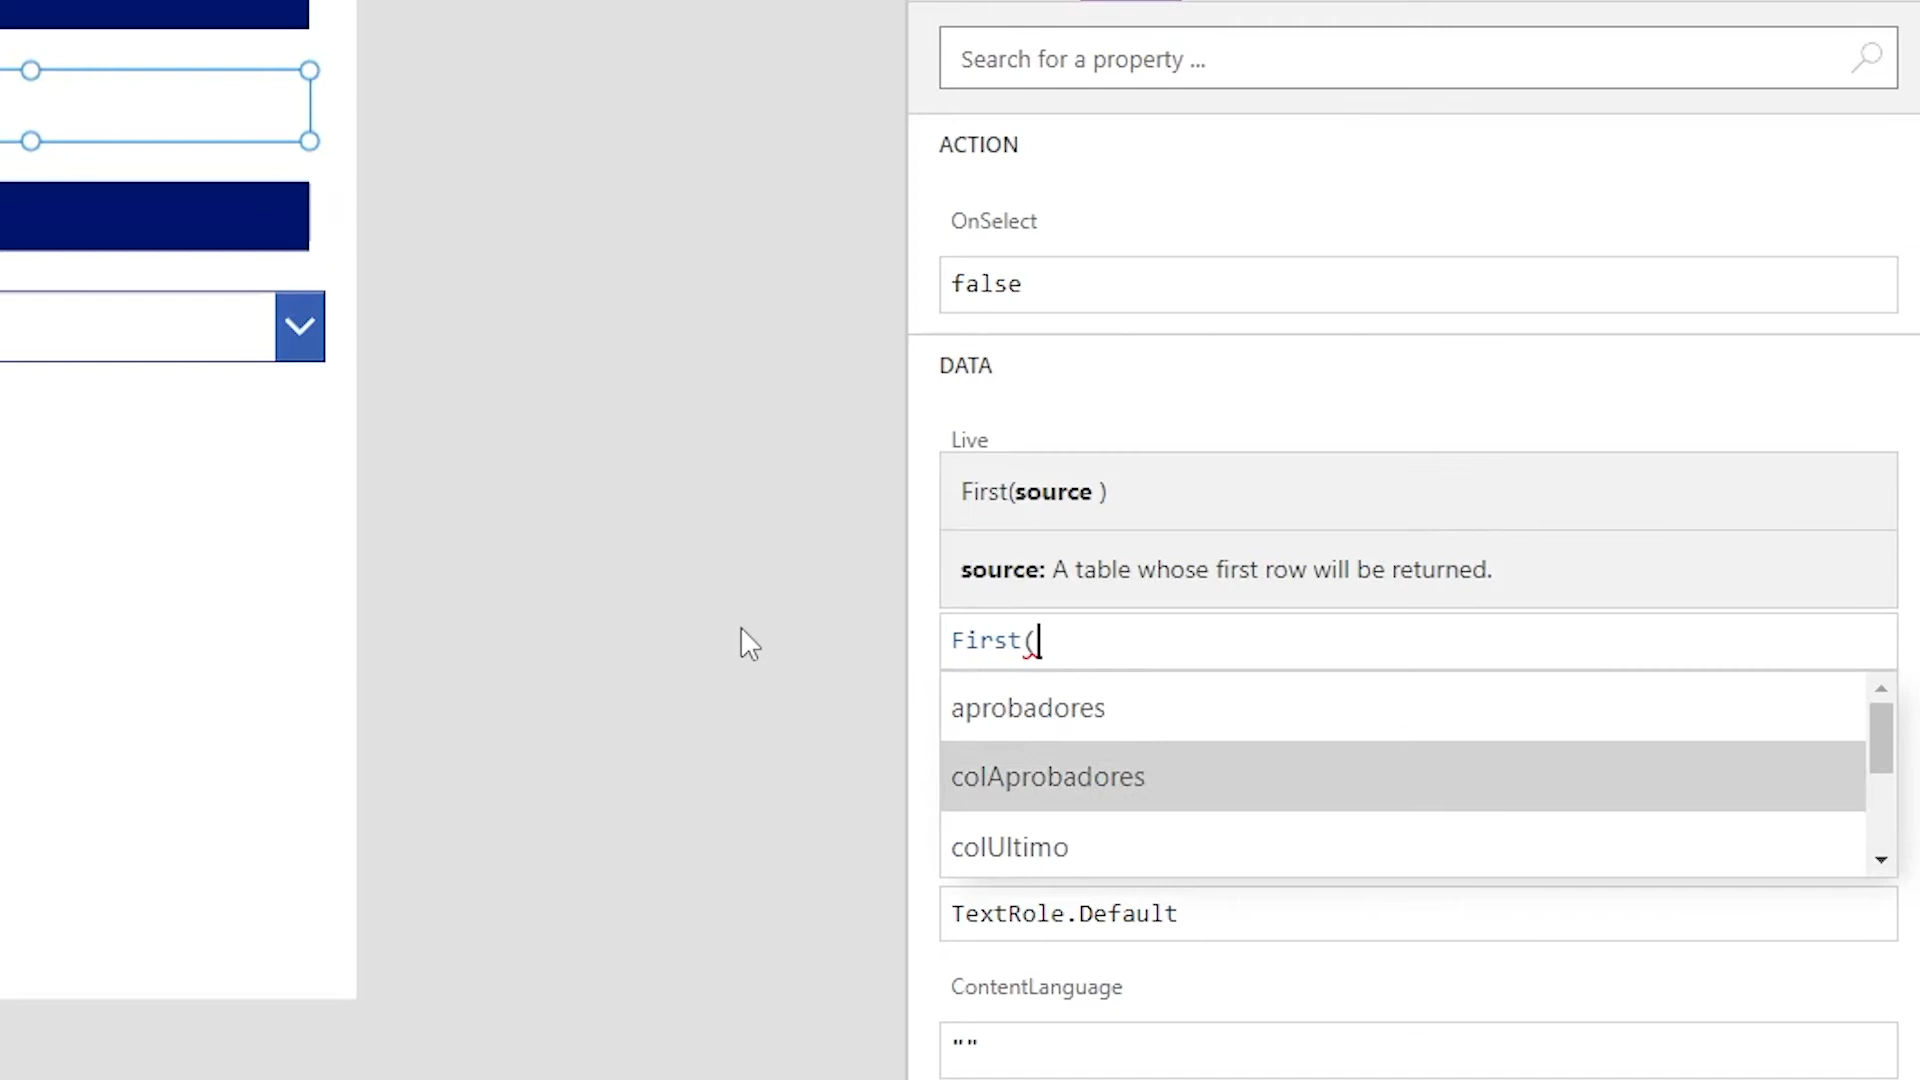 Search for a property ...
ACTION
OnSelect
false
DATA
Live
First(source )
source: A table whose first row will be returned.
First(
aprobadores
colAprobadores
colUltimo
TextRole.Default
ContentLanguage
""